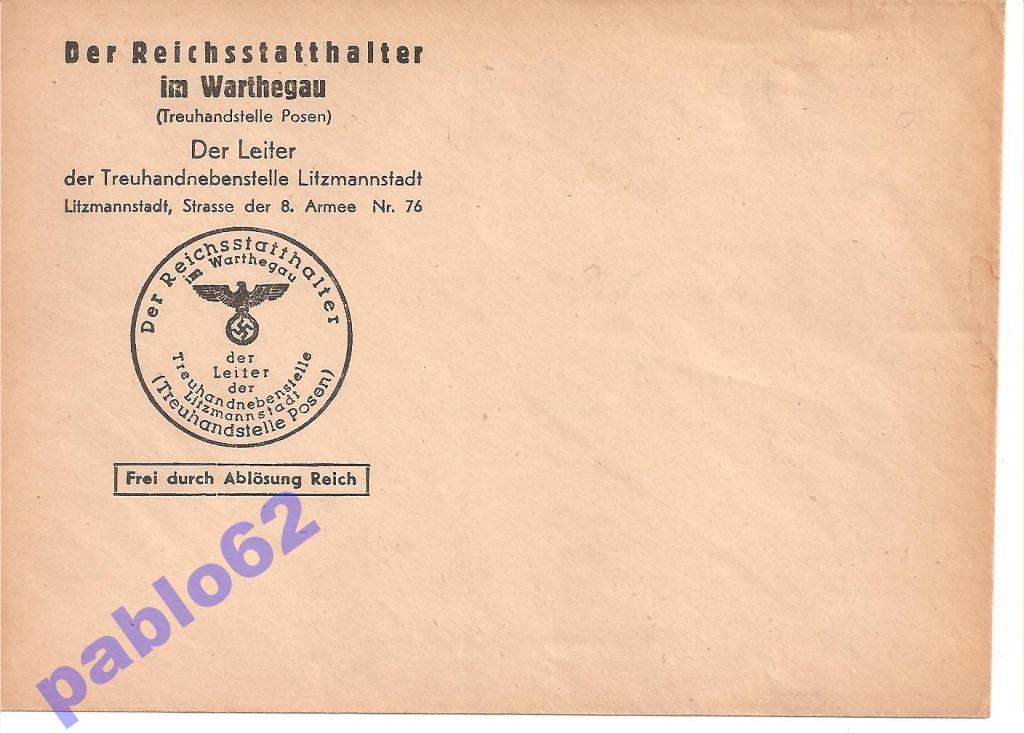 Der Reichsstatthalter
im Warthegau
(Treuhandstelle Posen)
Der Leiter
der Treuhandnebenstelle Litzmannstadt
Litzmannstadt, Strasse der 8. Armee Nr. 76
Der Reichsstatthalter
im Warthegau
der
Leiter
der
Treuhandnebenstelle
Litzmannstadt
(Treuhandstelle Posen)
Frei durch Ablösung Reich
pablo62